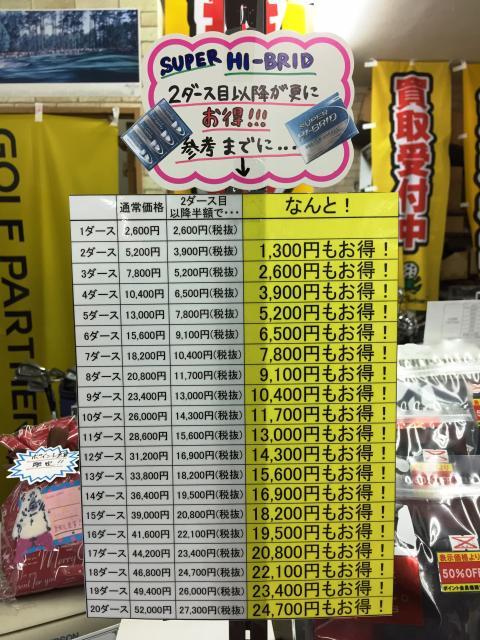 SUPER HI-BRID
2ダース目以降が更に
お得!!!
参考までに...
SUPER
HI-BRID
GOLF PARTNER
買取受付中
通常価格 2ダース目以降半額で… なんと！
1ダース 2,600円 2,600円(税抜)
2ダース 5,200円 3,900円(税抜) 1,300円もお得！
3ダース 7,800円 5,200円(税抜) 2,600円もお得！
4ダース 10,400円 6,500円(税抜) 3,900円もお得！
5ダース 13,000円 7,800円(税抜) 5,200円もお得！
6ダース 15,600円 9,100円(税抜) 6,500円もお得！
7ダース 18,200円 10,400円(税抜) 7,800円もお得！
8ダース 20,800円 11,700円(税抜) 9,100円もお得！
9ダース 23,400円 13,000円(税抜) 10,400円もお得！
10ダース 26,000円 14,300円(税抜) 11,700円もお得！
11ダース 28,600円 15,600円(税抜) 13,000円もお得！
12ダース 31,200円 16,900円(税抜) 14,300円もお得！
13ダース 33,800円 18,200円(税抜) 15,600円もお得！
14ダース 36,400円 19,500円(税抜) 16,900円もお得！
15ダース 39,000円 20,800円(税抜) 18,200円もお得！
16ダース 41,600円 22,100円(税抜) 19,500円もお得！
17ダース 44,200円 23,400円(税抜) 20,800円もお得！
18ダース 46,800円 24,700円(税抜) 22,100円もお得！
19ダース 49,400円 26,000円(税抜) 23,400円もお得！
20ダース 52,000円 27,300円(税抜) 24,700円もお得！
表示価格より
50%OFF